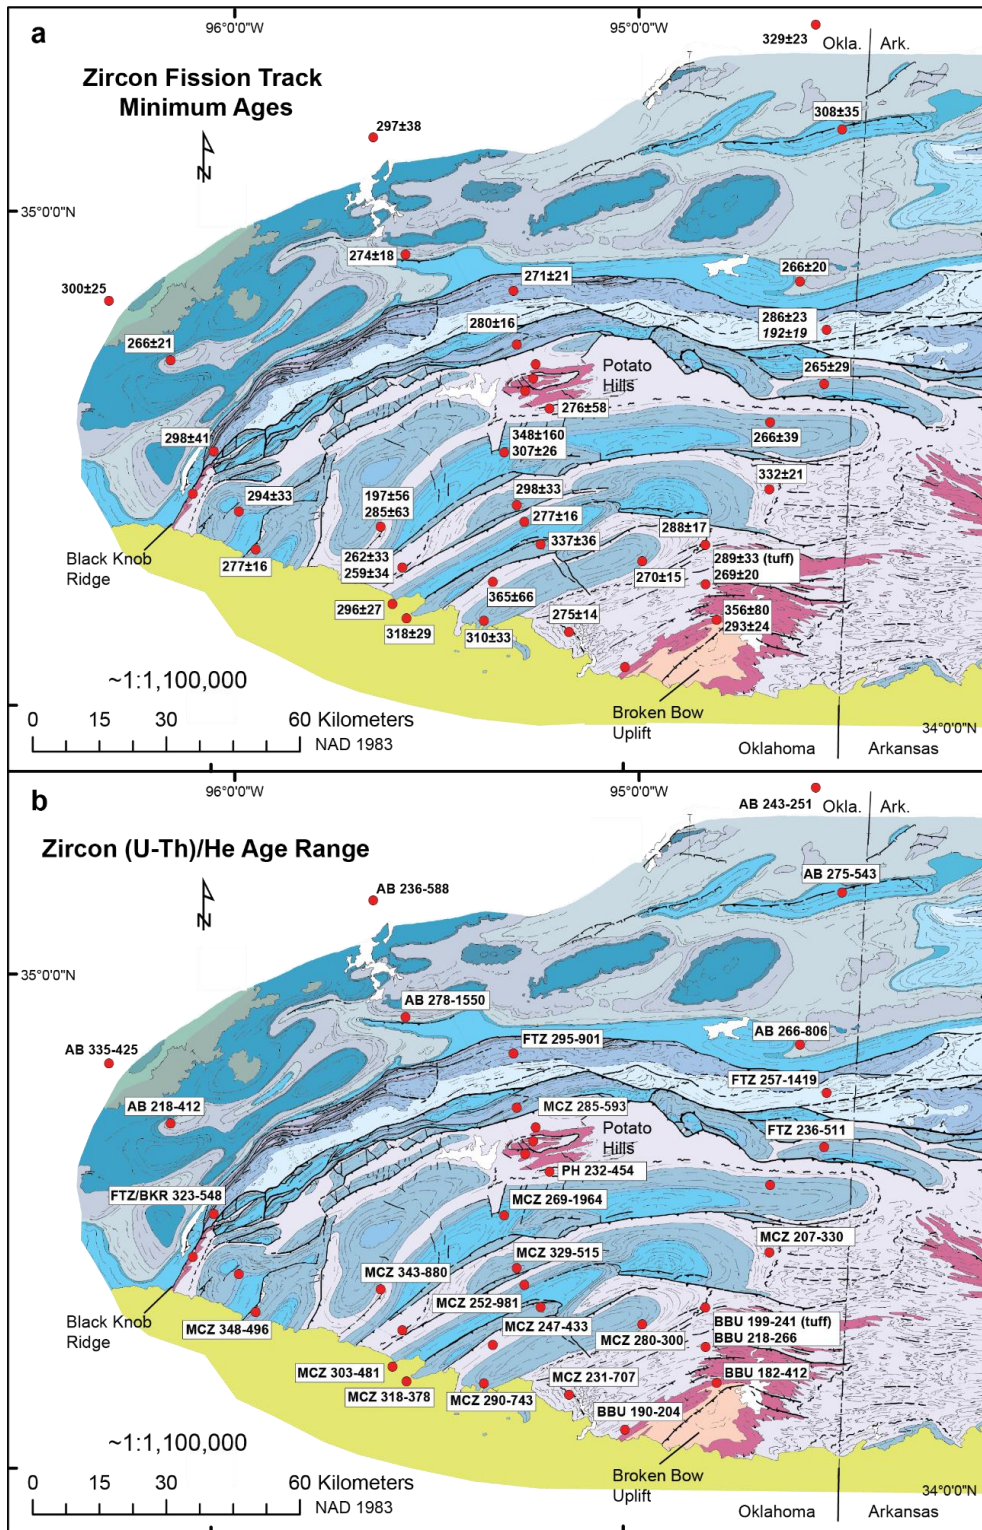 a
96°0'0"W
95°0'0"W
329±23
Okla.
Ark.
Zircon Fission Track
Minimum Ages
N
297±38
308±35
35°0'0"N
274±18
271±21
266±20
300±25
286±23
192±19
280±16
266±21
265±29
Potato
Hills
276±58
298±41
348±160
307±26
266±39
332±21
294±33
197±56
285±63
298±33
277±16
288±17
337±36
Black Knob
Ridge
277±16
262±33
259±34
289±33 (tuff)
269±20
270±15
365±66
296±27
275±14
356±80
293±24
318±29
310±33
~1:1,100,000
0 15 30 60 Kilometers
NAD 1983
Broken Bow
Uplift
34°0'0"N
Oklahoma
Arkansas
b
96°0'0"W
95°0'0"W
AB 243-251
Okla.
Ark.
Zircon (U-Th)/He Age Range
N
AB 236-588
AB 275-543
35°0'0"N
AB 278-1550
AB 266-806
FTZ 295-901
AB 335-425
FTZ 257-1419
AB 218-412
MCZ 285-593
FTZ 236-511
Potato
Hills
PH 232-454
FTZ/BKR 323-548
MCZ 269-1964
MCZ 207-330
MCZ 329-515
MCZ 343-880
MCZ 252-981
Black Knob
Ridge
MCZ 348-496
MCZ 247-433
MCZ 280-300
BBU 199-241 (tuff)
BBU 218-266
MCZ 303-481
MCZ 231-707
BBU 182-412
MCZ 318-378
MCZ 290-743
BBU 190-204
~1:1,100,000
0 15 30 60 Kilometers
NAD 1983
Broken Bow
Uplift
34°0'0"N
Oklahoma
Arkansas